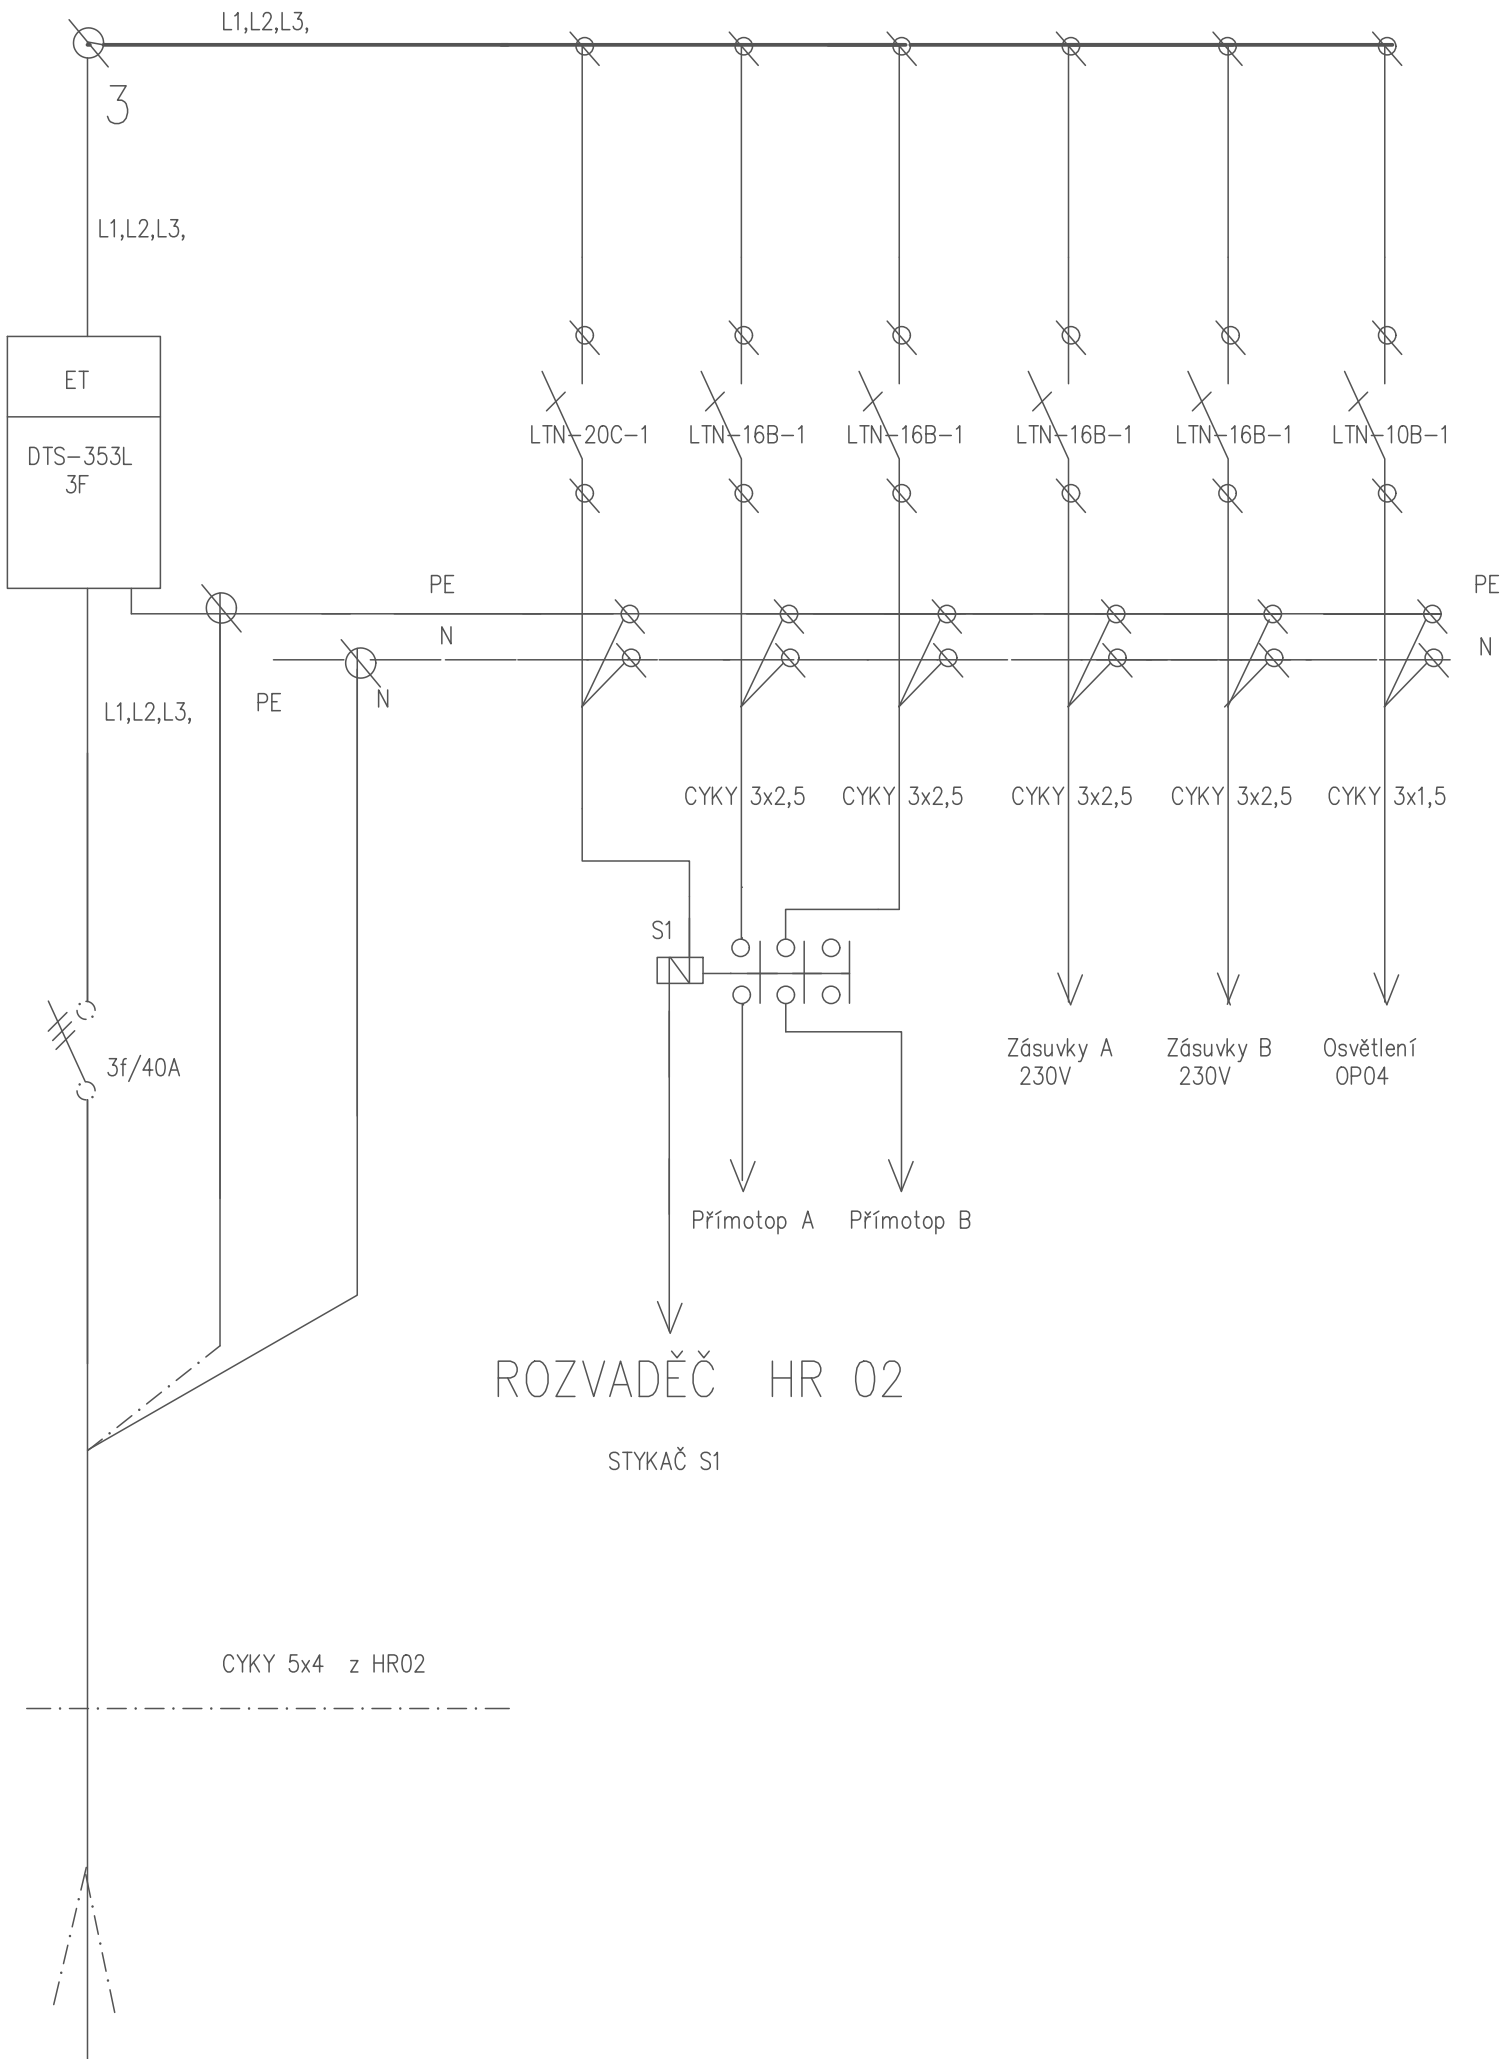 L1,L2,L3,
3
L1,L2,L3,
ET
DTS-353L
3F
LTN-20C-1
LTN-16B-1
LTN-16B-1
LTN-16B-1
LTN-16B-1
LTN-10B-1
PE
PE
N
N
PE
N
L1,L2,L3,
CYKY 3x2,5
CYKY 3x2,5
CYKY 3x2,5
CYKY 3x2,5
CYKY 3x1,5
S1
3f/40A
Zásuvky A
230V
Zásuvky B
230V
Osvětlení
OP04
Přímotop A
Přímotop B
ROZVADĚČ HR 02
STYKAČ S1
CYKY 5x4 z HR02